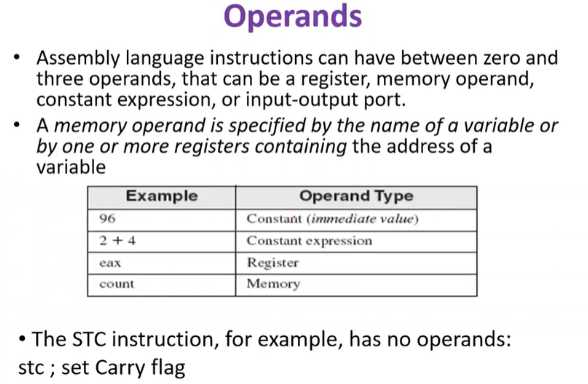 Operands
• Assembly language instructions can have between zero and
three operands, that can be a register, memory operand,
constant expression, or input-output port.
• A memory operand is specified by the name of a variable or
by one or more registers containing the address of a
variable
Example Operand Type
96 Constant (immediate value)
2 + 4 Constant expression
eax Register
count Memory
• The STC instruction, for example, has no operands:
stc ; set Carry flag